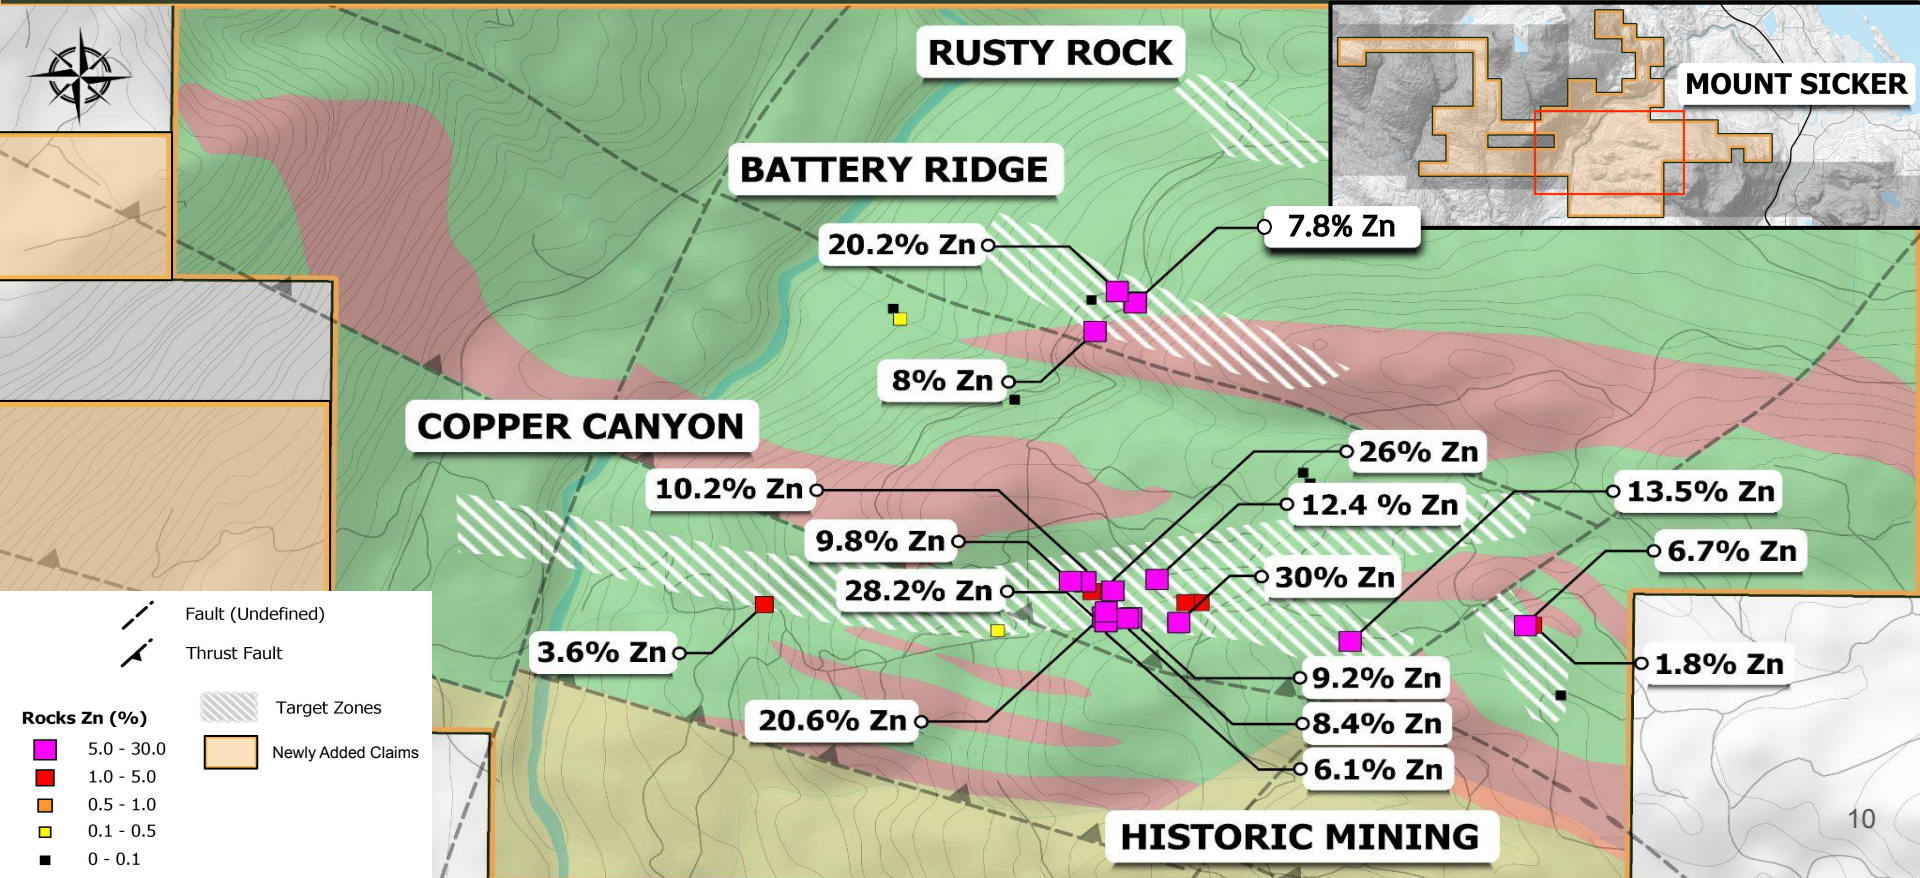 RUSTY ROCK
MOUNT SICKER
BATTERY RIDGE
20.2% Zn
7.8% Zn
8% Zn
COPPER CANYON
26% Zn
10.2% Zn
12.4 % Zn
13.5% Zn
9.8% Zn
6.7% Zn
28.2% Zn
30% Zn
3.6% Zn
1.8% Zn
9.2% Zn
20.6% Zn
8.4% Zn
6.1% Zn
HISTORIC MINING
Fault (Undefined)
Thrust Fault
Target Zones
Newly Added Claims
Rocks Zn (%)
5.0 - 30.0
1.0 - 5.0
0.5 - 1.0
0.1 - 0.5
0 - 0.1
10